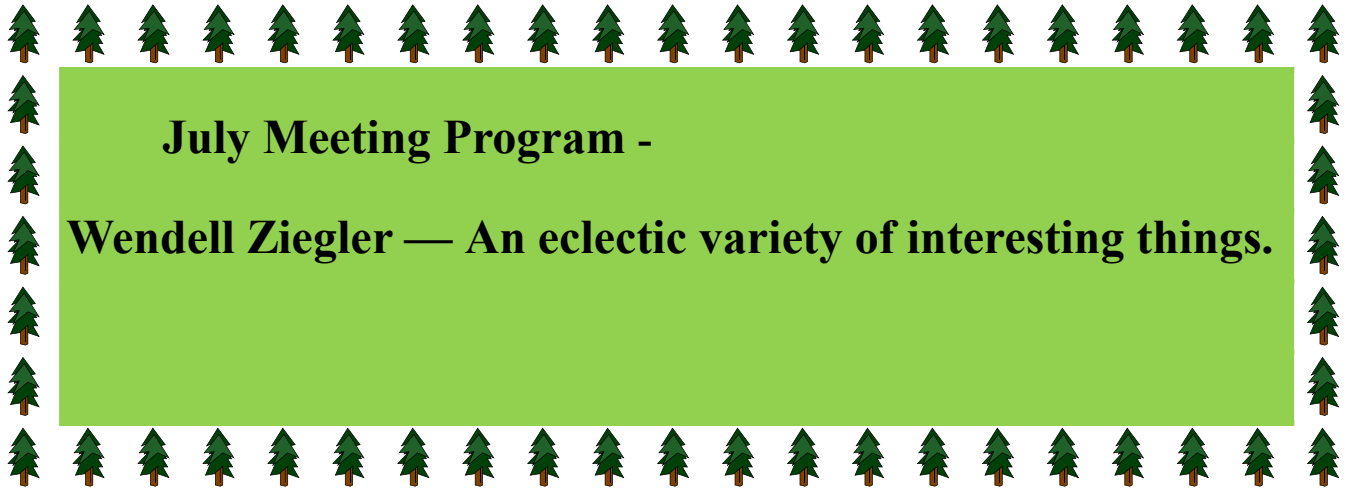 July Meeting Program -
Wendell Ziegler — An eclectic variety of interesting things.